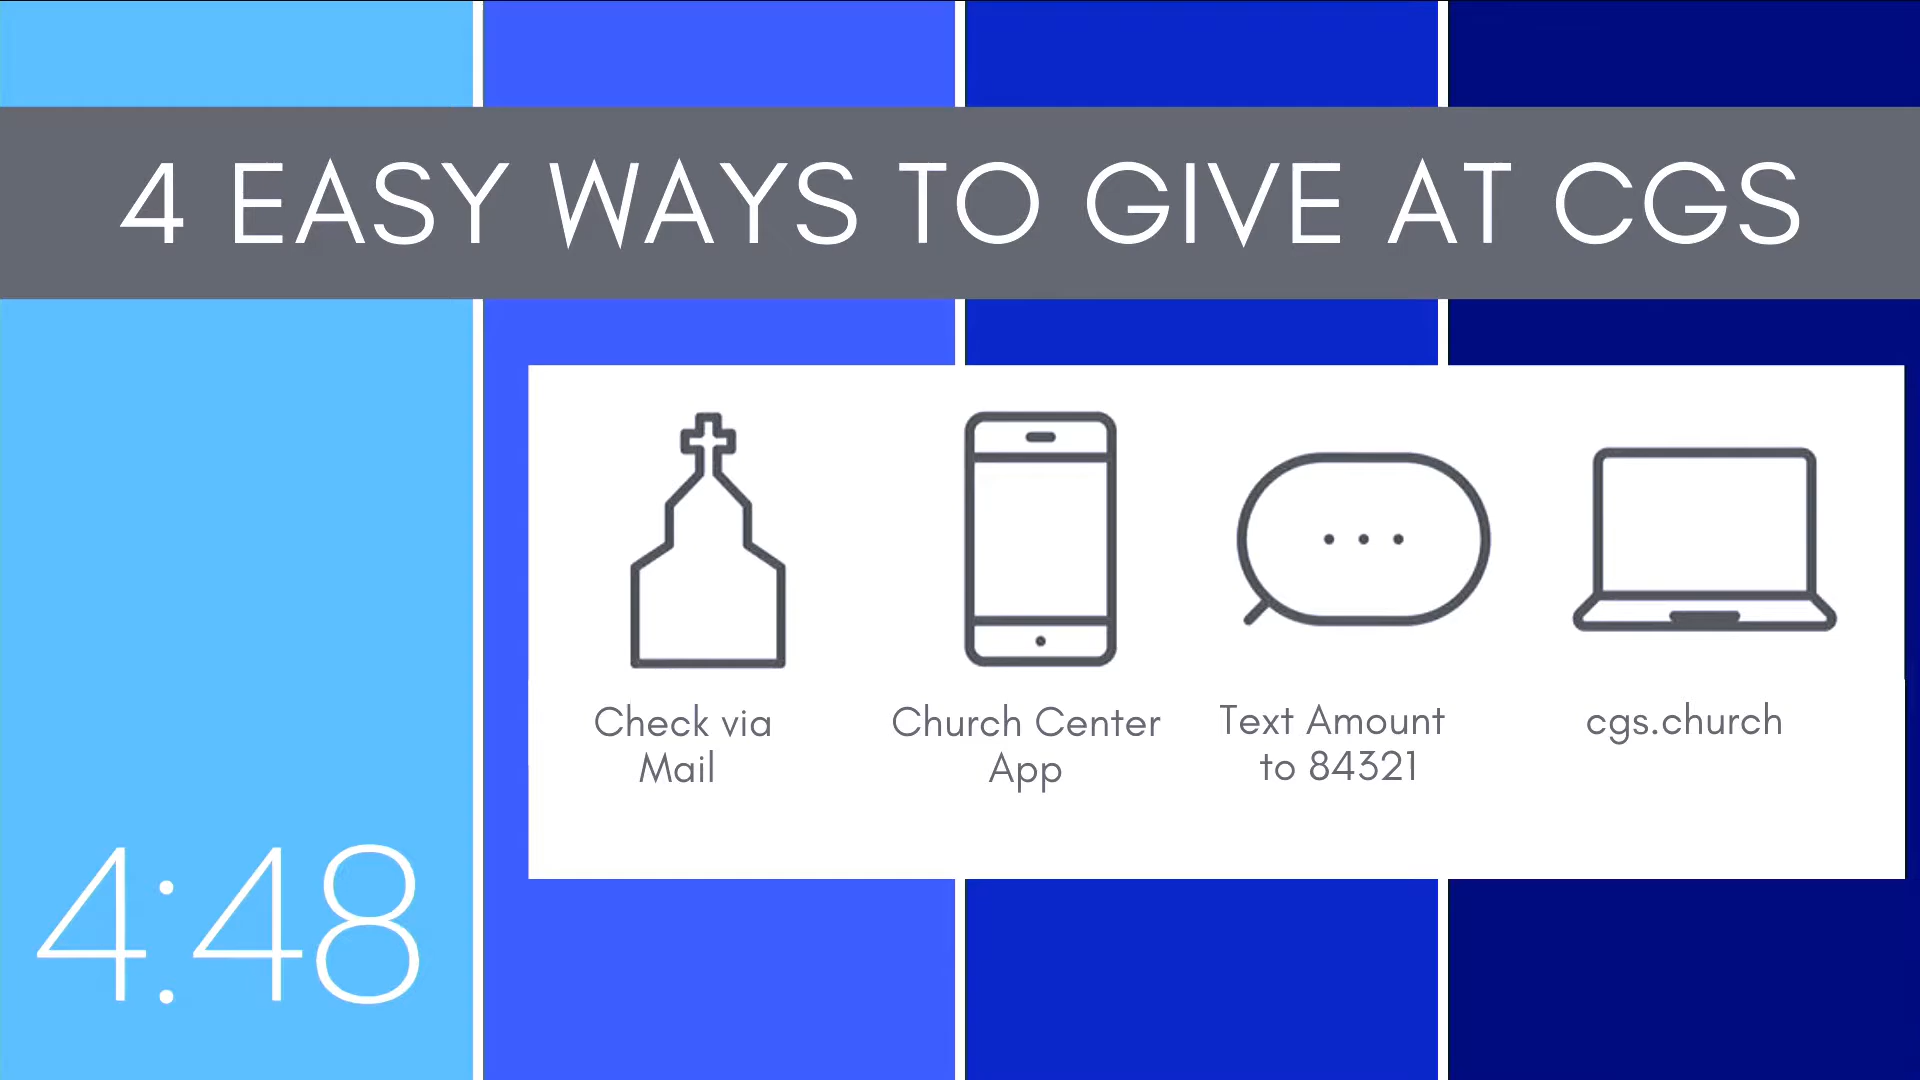 4 EASY WAYS TO GIVE AT CGS
Check via
Mail
Church Center
App
Text Amount
to 84321
cgs.church
4:48